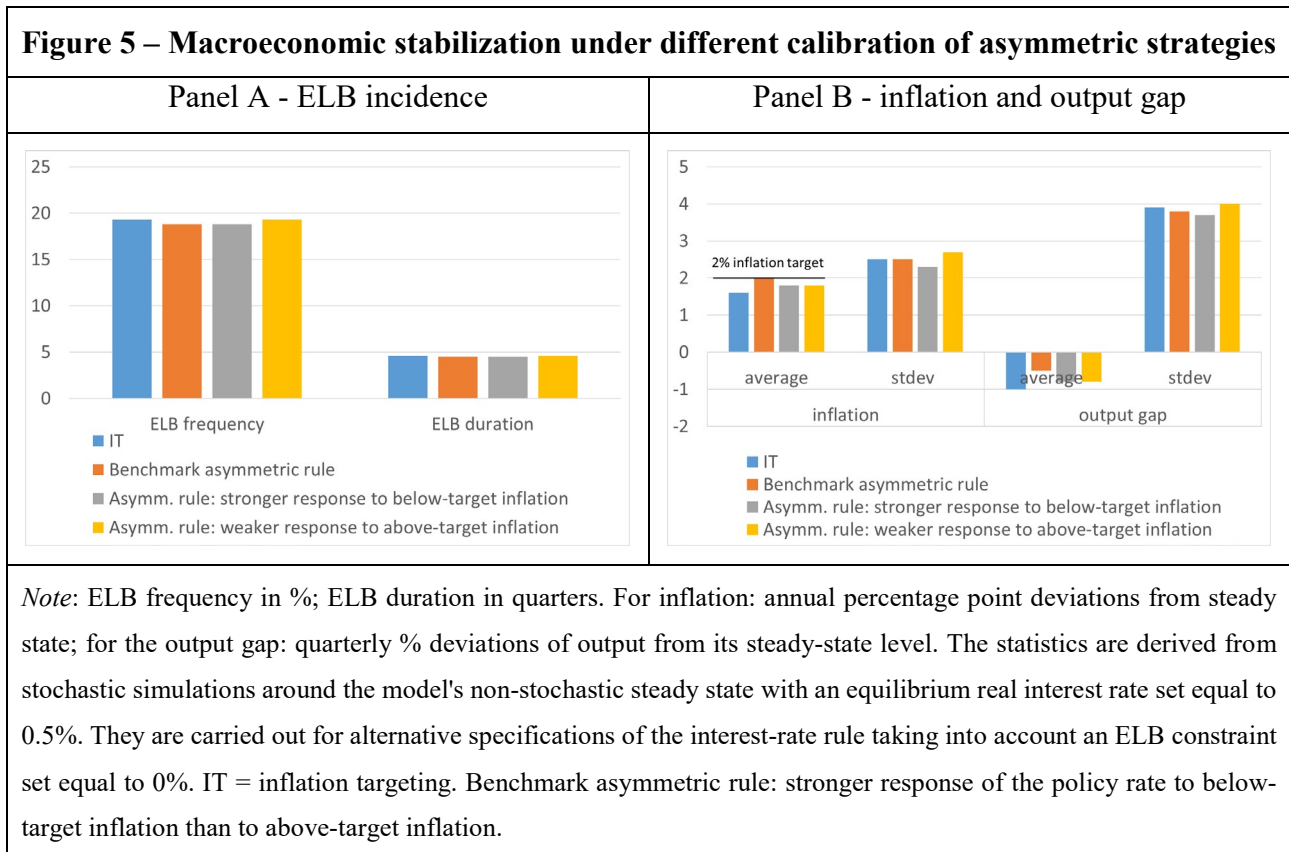 Figure 5 – Macroeconomic stabilization under different calibration of asymmetric strategies
Panel A - ELB incidence
Panel B - inflation and output gap
25
20
15
10
5
0
ELB frequency
ELB duration
IT
Benchmark asymmetric rule
Asymm. rule: stronger response to below-target inflation
Asymm. rule: weaker response to above-target inflation
5
4
3
2% inflation target
2
1
0
average
stdev
average
stdev
-1
inflation
output gap
-2
IT
Benchmark asymmetric rule
Asymm. rule: stronger response to below-target inflation
Asymm. rule: weaker response to above-target inflation
Note: ELB frequency in %; ELB duration in quarters. For inflation: annual percentage point deviations from steady
state; for the output gap: quarterly % deviations of output from its steady-state level. The statistics are derived from
stochastic simulations around the model's non-stochastic steady state with an equilibrium real interest rate set equal to
0.5%. They are carried out for alternative specifications of the interest-rate rule taking into account an ELB constraint
set equal to 0%. IT = inflation targeting. Benchmark asymmetric rule: stronger response of the policy rate to below-
target inflation than to above-target inflation.